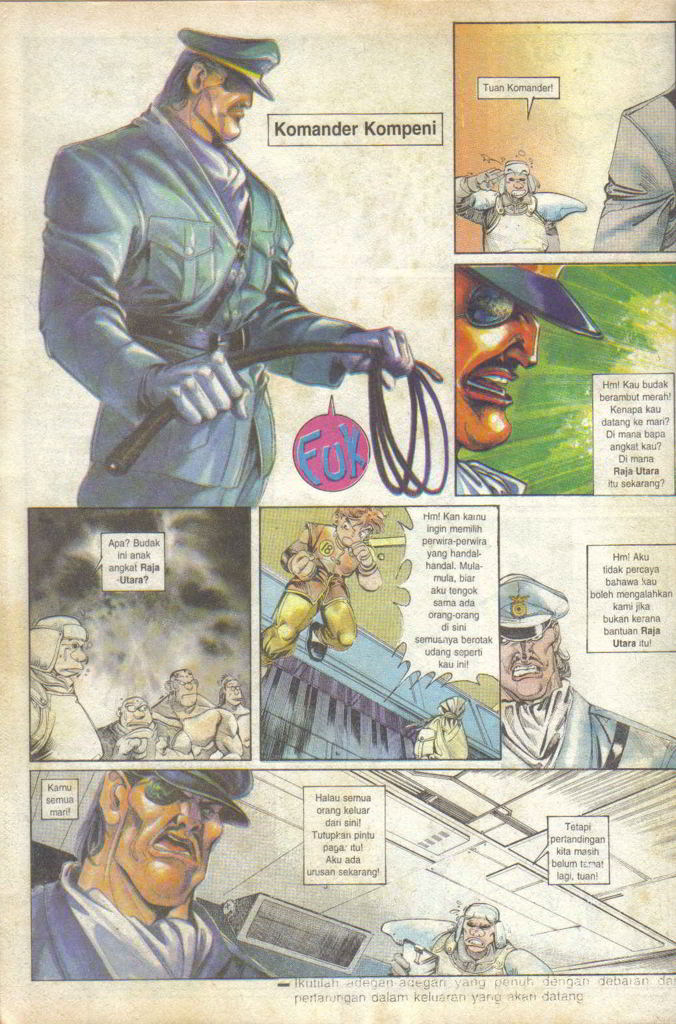 Komander Kompeni
Tuan Komander!
Hm! Kau budak
berambut merah!
Kenapa kau
datang ke mari?
Di mana bapa
angkat kau?
Di mana
Raja Utara
itu sekarang?
FUK
Apa? Budak
ini anak
angkat Raja
-Utara?
Hm! Kan kamu
ingin memilih
perwira-perwira
yang handal-
handal. Mula-
mula, biar
aku tengok
sama ada
orang-orang
di sini
semuanya berotak
udang seperti
kau ini!
Hm! Aku
tidak percaya
bahawa kau
boleh mengalahkan
kami jika
bukan kerana
bantuan Raja
Utara itu!
Kamu
semua
mari!
Halau semua
orang keluar
dari sini!
Tutupkan pintu
pagar itu!
Aku ada
urusan sekarang!
Tetapi
pertandingan
kita masih
belum tamat
lagi, tuan!
Ikutilah adegan-adegan yang penuh dengan debaran dan
pertarungan dalam keluaran yang akan datang